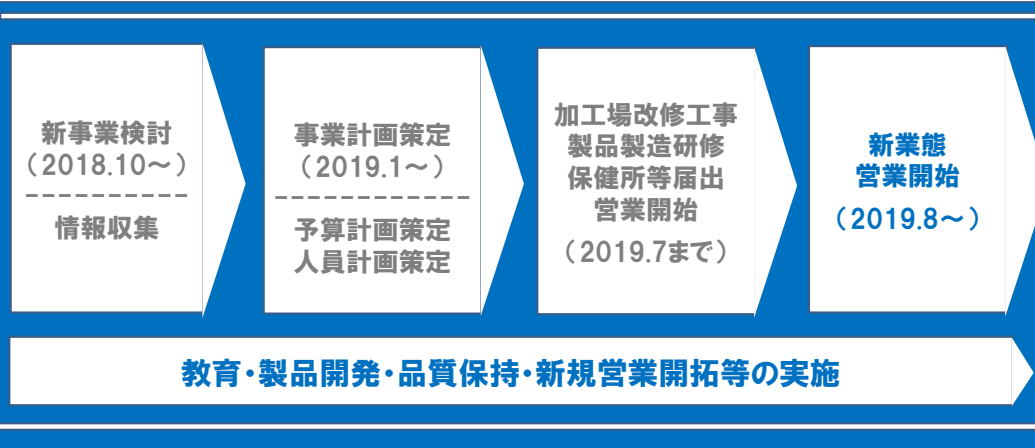 新事業検討
（2018.10～）
------------
情報収集
事業計画策定
（2019.1～）
------------
予算計画策定
人員計画策定
加工場改修工事
製品製造研修
保健所等届出
営業開始
（2019.7まで）
新業態
営業開始
（2019.8～）
教育・製品開発・品質保持・新規営業開拓等の実施